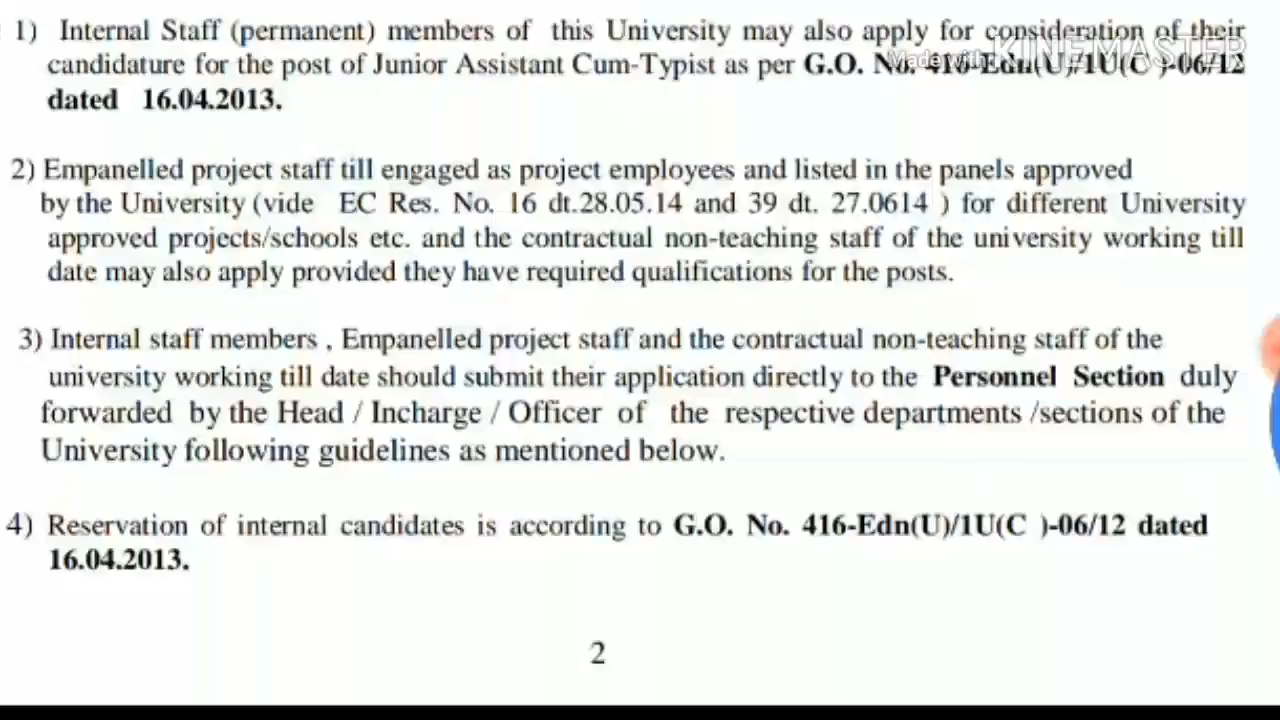 1) Internal Staff (permanent) members of this University may also apply for consideration of their
Made with KINEMASTER
candidature for the post of Junior Assistant Cum-Typist as per G.O. No. 416-Edn(U)/1U(C )-06/12
dated 16.04.2013.
2) Empanelled project staff till engaged as project employees and listed in the panels approved
by the University (vide EC Res. No. 16 dt.28.05.14 and 39 dt. 27.0614 ) for different University
approved projects/schools etc. and the contractual non-teaching staff of the university working till
date may also apply provided they have required qualifications for the posts.
3) Internal staff members , Empanelled project staff and the contractual non-teaching staff of the
university working till date should submit their application directly to the Personnel Section duly
forwarded by the Head / Incharge / Officer of the respective departments /sections of the
University following guidelines as mentioned below.
4) Reservation of internal candidates is according to G.O. No. 416-Edn(U)/1U(C )-06/12 dated
16.04.2013.
2